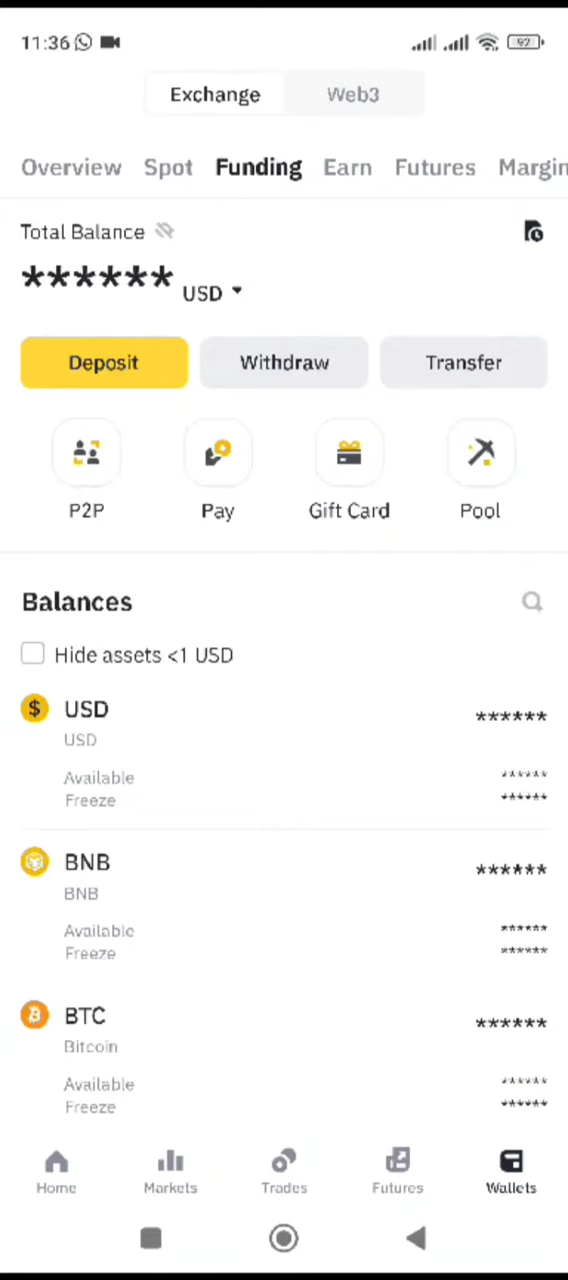 11:36 92
Exchange Web3
Overview Spot Funding Earn Futures Margin
Total Balance
****** USD
Deposit Withdraw Transfer
P2P Pay Gift Card Pool
Balances
Hide assets <1 USD
$ USD ******
USD
Available ******
Freeze ******
BNB ******
BNB
Available ******
Freeze ******
BTC ******
Bitcoin
Available ******
Freeze ******
Home Markets Trades Futures Wallets